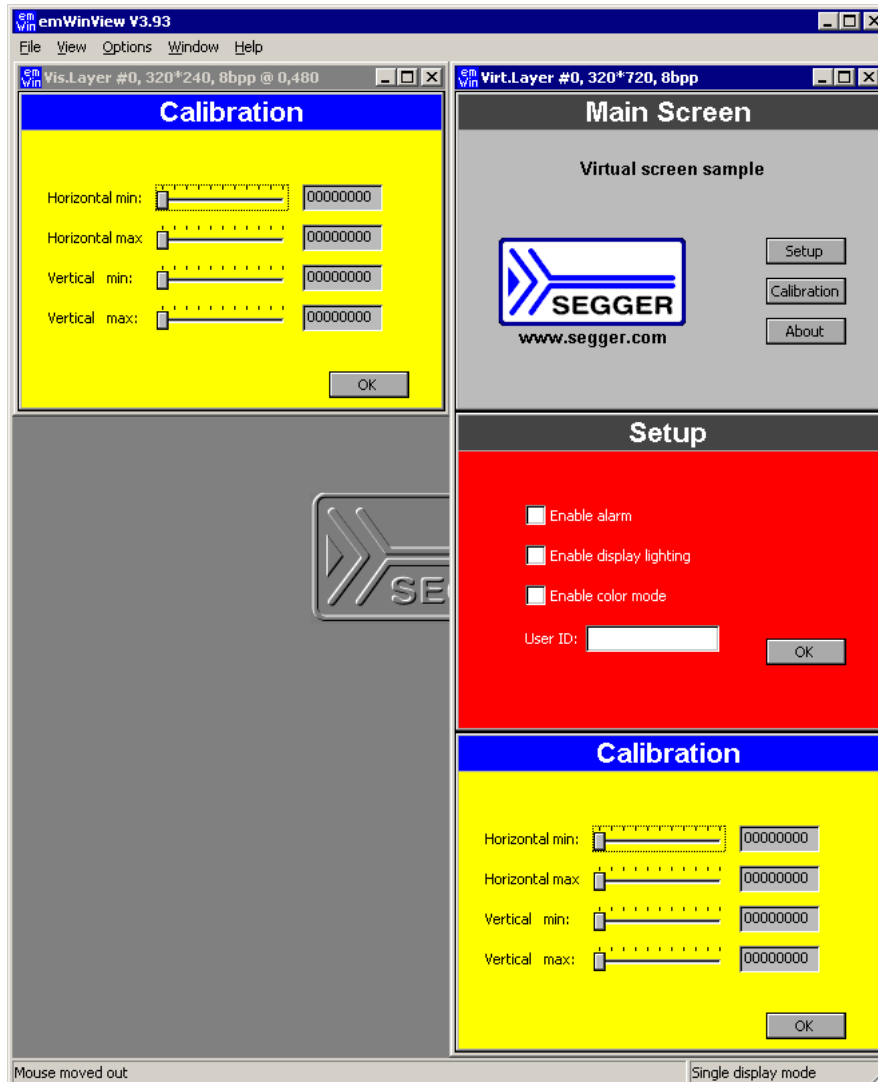 emWinView V3.93
File View Options Window Help
Vis.Layer #0, 320*240, 8bpp @ 0,480
Calibration
Horizontal min: 00000000
Horizontal max 00000000
Vertical min: 00000000
Vertical max: 00000000
OK
SE
Virt.Layer #0, 320*720, 8bpp
Main Screen
Virtual screen sample
SEGGER
www.segger.com
Setup
Calibration
About
Setup
Enable alarm
Enable display lighting
Enable color mode
User ID:
OK
Calibration
Horizontal min: 00000000
Horizontal max 00000000
Vertical min: 00000000
Vertical max: 00000000
OK
Mouse moved out
Single display mode